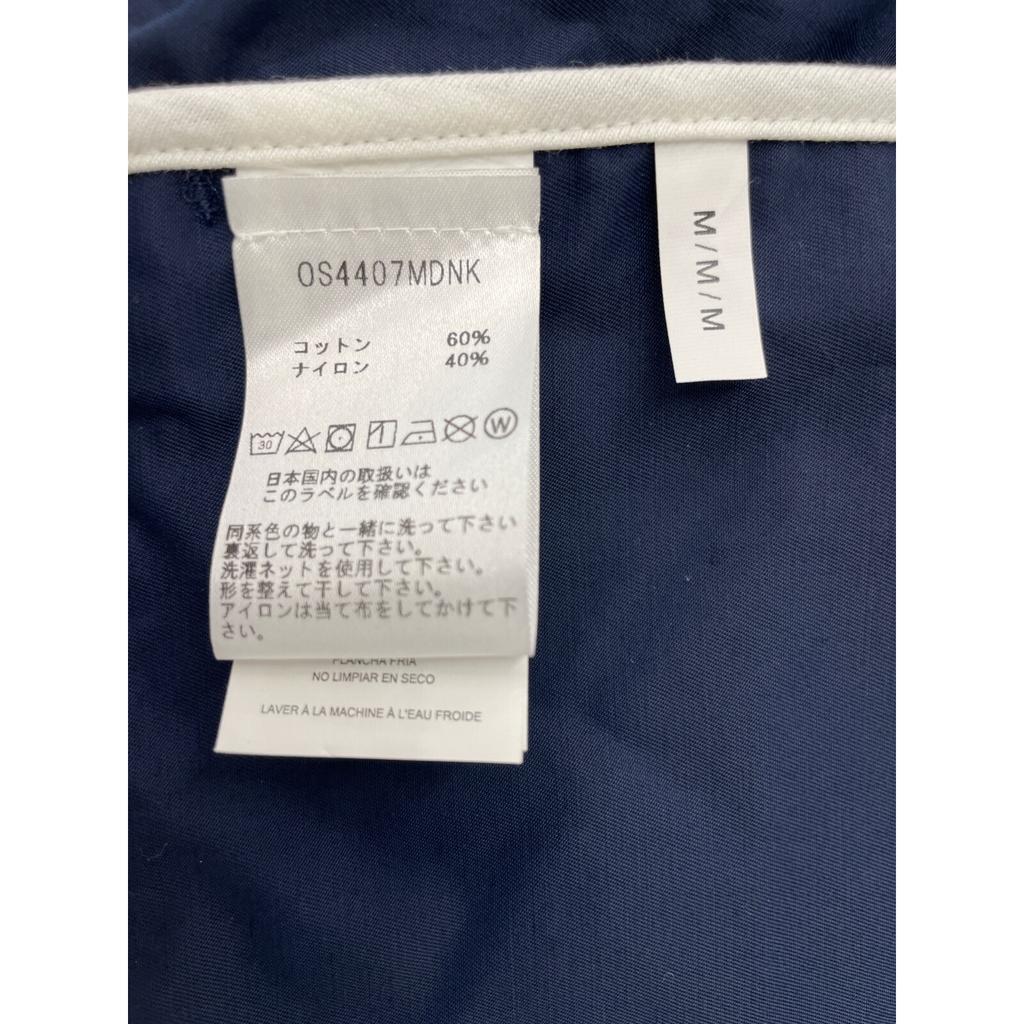 OS4407MDNK
コットン 60%
ナイロン 40%
30
W
日本国内の取扱いは
このラベルを確認ください
同系色の物と一緒に洗って下さい
裏返して洗って下さい。
洗濯ネットを使用して下さい。
形を整えて干して下さい。
アイロンは当て布をしてかけて下
さい。
PLANCHA FRIA
NO LIMPIAR EN SECO
LAVER À LA MACHINE À L'EAU FROIDE
M/M/M